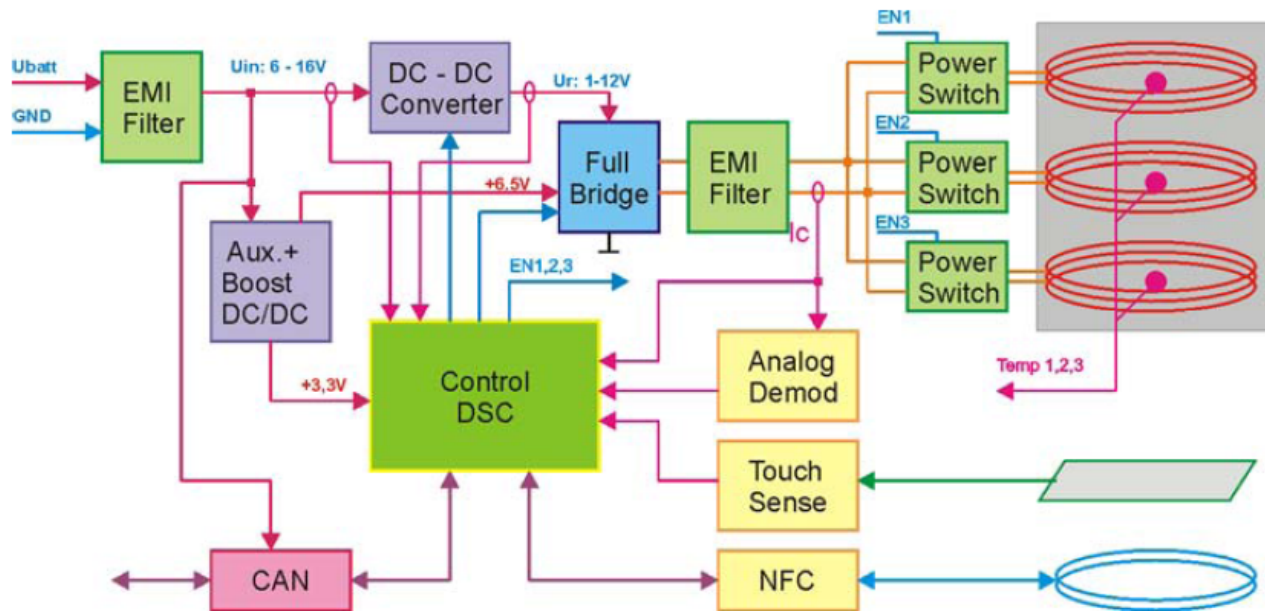 Ubatt
GND
EMI
Filter
Uin: 6 - 16V
DC - DC
Converter
Ur: 1-12V
EN1
Power
Switch
EN2
Power
Switch
EN3
Power
Switch
+6,5V
Full
Bridge
EMI
Filter
Ic
Aux.+
Boost
DC/DC
EN1,2,3
+3,3V
Control
DSC
Analog
Demod
Temp 1,2,3
Touch
Sense
CAN
NFC